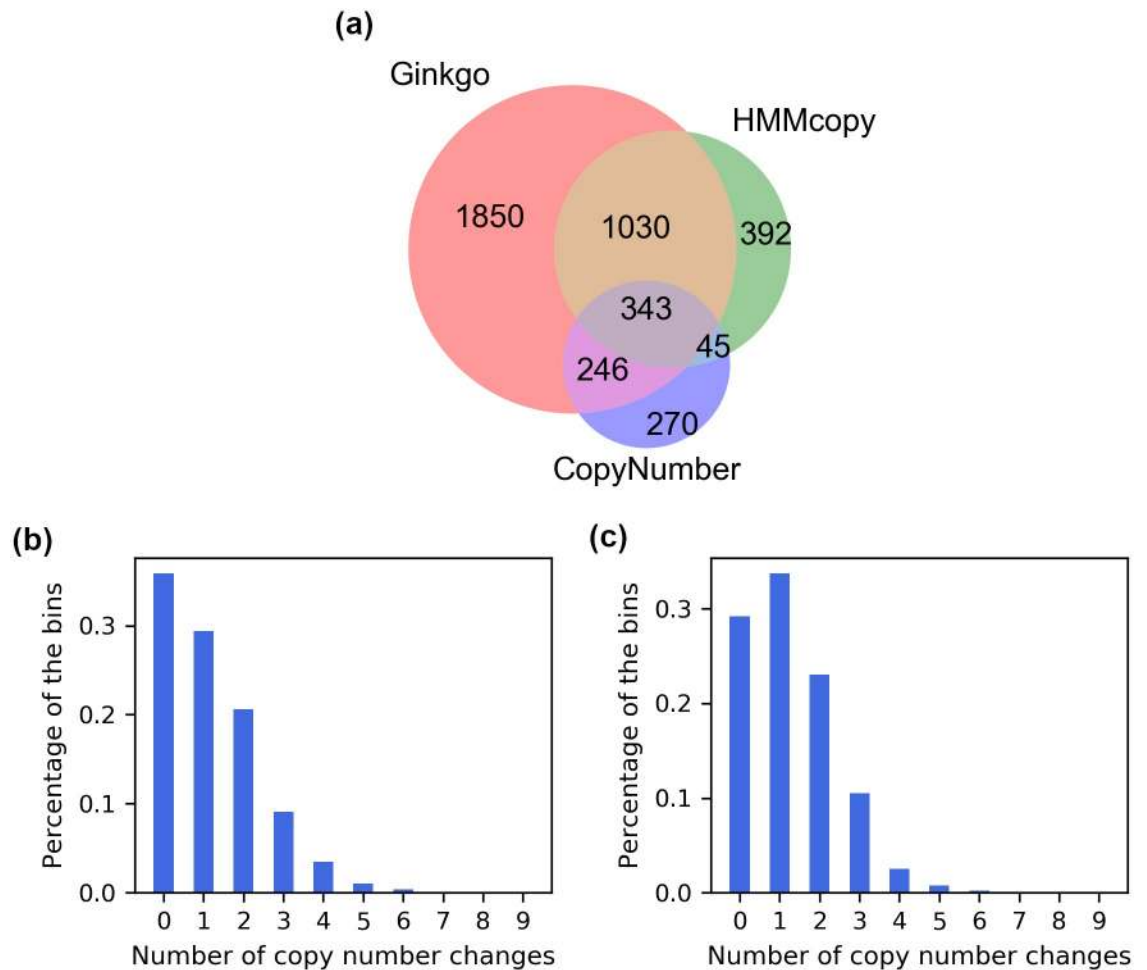 (a)
Ginkgo
HMMcopy
1850
1030
392
343
45
246
270
CopyNumber
(b)
Percentage of the bins
0.3
0.2
0.1
0.0
0 1 2 3 4 5 6 7 8 9
Number of copy number changes
(c)
Percentage of the bins
0.3
0.2
0.1
0.0
0 1 2 3 4 5 6 7 8 9
Number of copy number changes